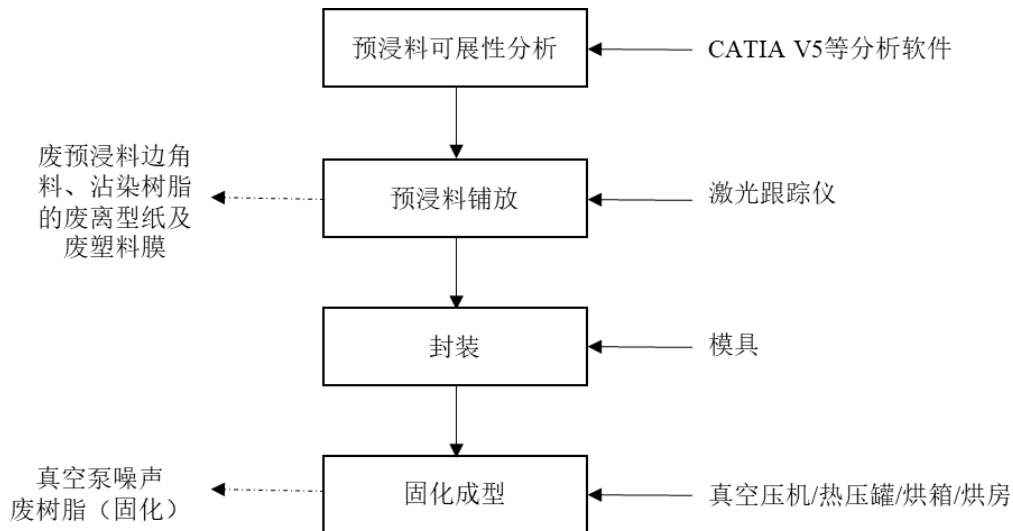 预浸料可展性分析
CATIA V5等分析软件
废预浸料边角
料、沾染树脂
的废离型纸及
废塑料膜
预浸料铺放
激光跟踪仪
封装
模具
真空泵噪声
废树脂（固化）
固化成型
真空压机/热压罐/烘箱/烘房